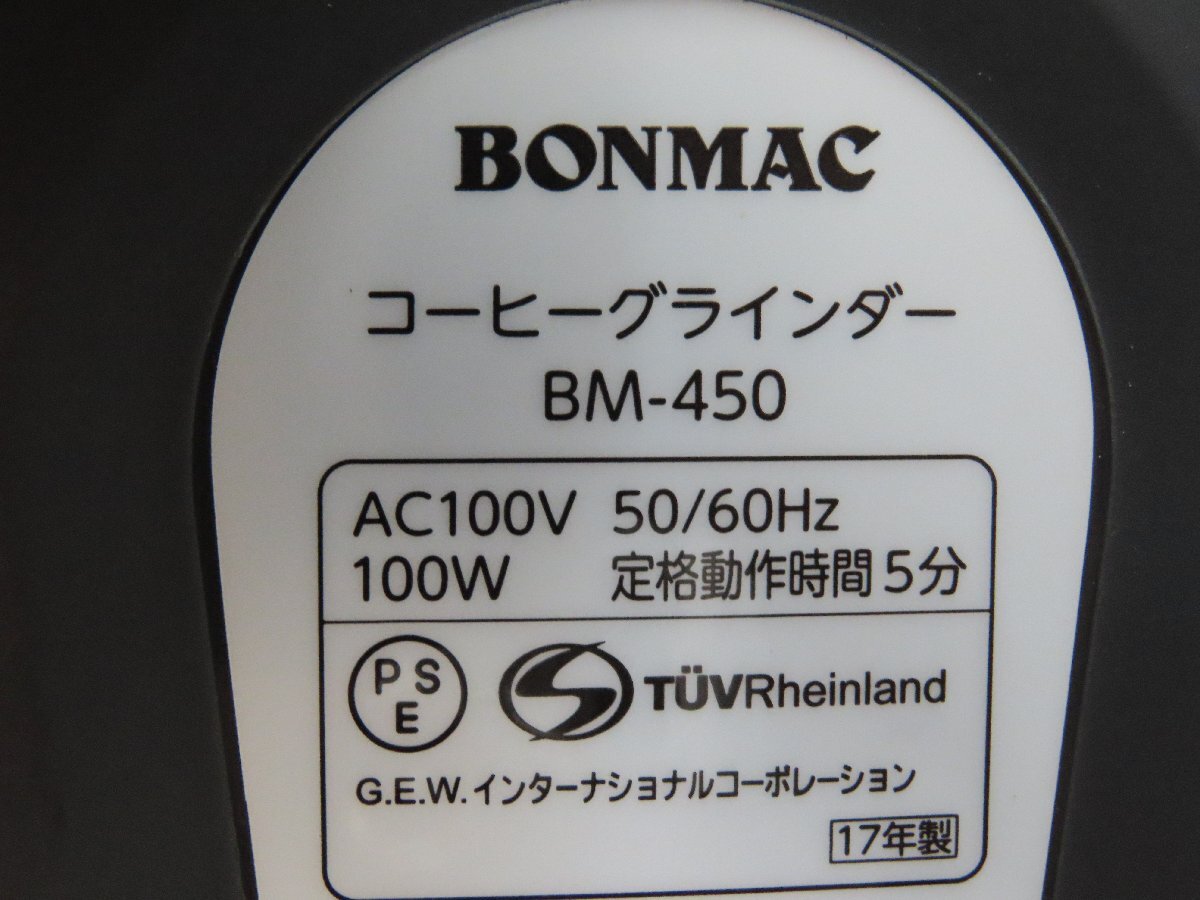 BONMAC
コーヒーグラインダー
BM-450
AC100V 50/60Hz
100W 定格動作時間5分
PS
E
TÜVRheinland
G.E.W.インターナショナルコーポレーション
17年製